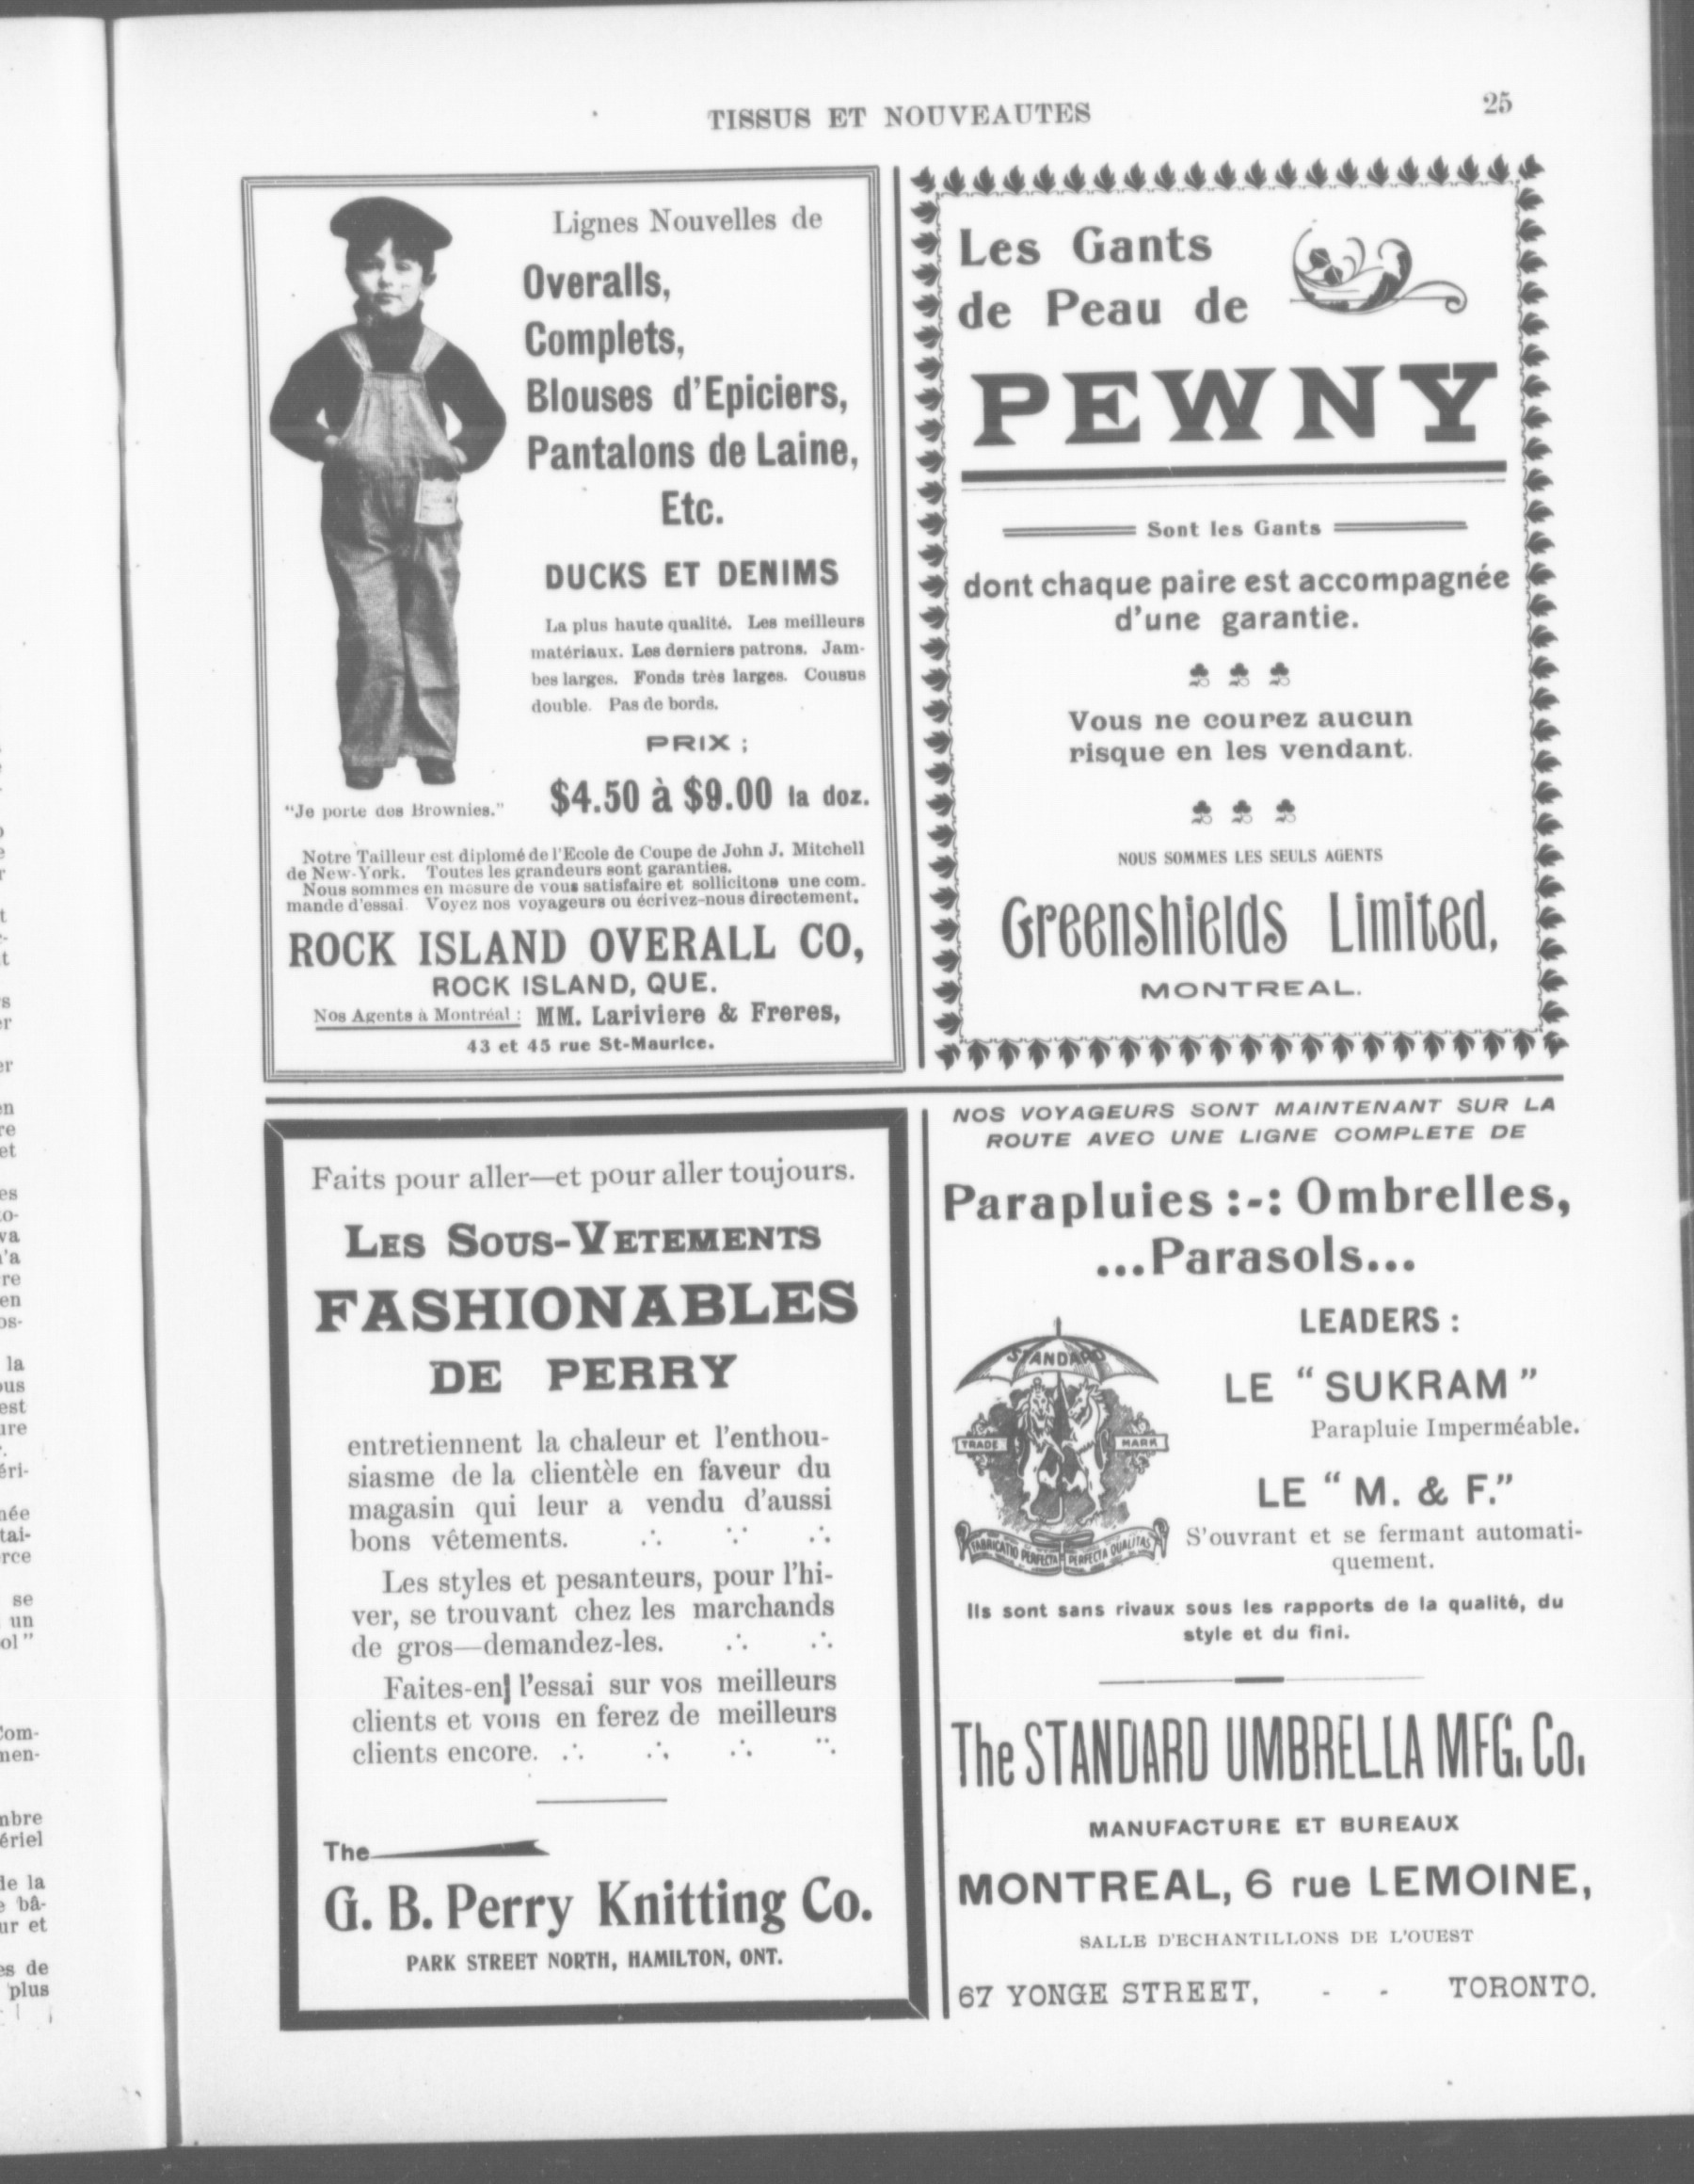 TISSUS ET NOUVEAUTES
25
Lignes Nouvelles de
Overalls,
Complets,
Blouses d'Epiciers,
Pantalons de Laine,
Etc.
DUCKS ET DENIMS
La plus haute qualité. Les meilleurs
matériaux. Les derniers patrons. Jam-
bes larges. Fonds très larges. Cousus
double. Pas de bords.
PRIX ;
$4.50 à $9.00 la doz.
"Je porte des Brownies."
Notre Tailleur est diplomé de l'Ecole de Coupe de John J. Mitchell
de New-York. Toutes les grandeurs sont garanties.
Nous sommes en mesure de vous satisfaire et sollicitons une com.
mande d'essai. Voyez nos voyageurs ou écrivez-nous directement.
ROCK ISLAND OVERALL CO,
ROCK ISLAND, QUE.
Nos Agents à Montréal : MM. Lariviere & Freres,
43 et 45 rue St-Maurice.
Les Gants
de Peau de
PEWNY
Sont les Gants
dont chaque paire est accompagnée
d'une garantie.
Vous ne courez aucun
risque en les vendant.
NOUS SOMMES LES SEULS AGENTS
Greenshields Limited,
MONTREAL.
Faits pour aller—et pour aller toujours.
LES SOUS-VETEMENTS
FASHIONABLES
DE PERRY
entretiennent la chaleur et l'enthou-
siasme de la clientèle en faveur du
magasin qui leur a vendu d'aussi
bons vêtements.
Les styles et pesanteurs, pour l'hi-
ver, se trouvant chez les marchands
de gros—demandez-les.
Faites-en l'essai sur vos meilleurs
clients et vous en ferez de meilleurs
clients encore.
The
G. B. Perry Knitting Co.
PARK STREET NORTH, HAMILTON, ONT.
NOS VOYAGEURS SONT MAINTENANT SUR LA
ROUTE AVEC UNE LIGNE COMPLETE DE
Parapluies :-: Ombrelles,
...Parasols...
STANDARD
TRADE MARK
FABRICATIO PERFECTA PERFECTA QUALITAS
LEADERS :
LE "SUKRAM"
Parapluie Imperméable.
LE "M. & F."
S'ouvrant et se fermant automati-
quement.
Ils sont sans rivaux sous les rapports de la qualité, du
style et du fini.
The STANDARD UMBRELLA MFG. Co.
MANUFACTURE ET BUREAUX
MONTREAL, 6 rue LEMOINE,
SALLE D'ECHANTILLONS DE L'OUEST
67 YONGE STREET, - - TORONTO.